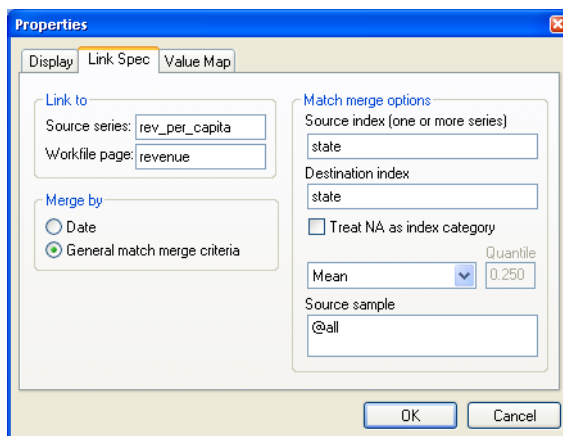 Properties
Display Link Spec Value Map
Link to
Source series: rev_per_capita
Workfile page: revenue
Merge by
Date
General match merge criteria
Match merge options
Source index (one or more series)
state
Destination index
state
Treat NA as index category
Quantile
Mean 0.250
Source sample
@all
OK Cancel